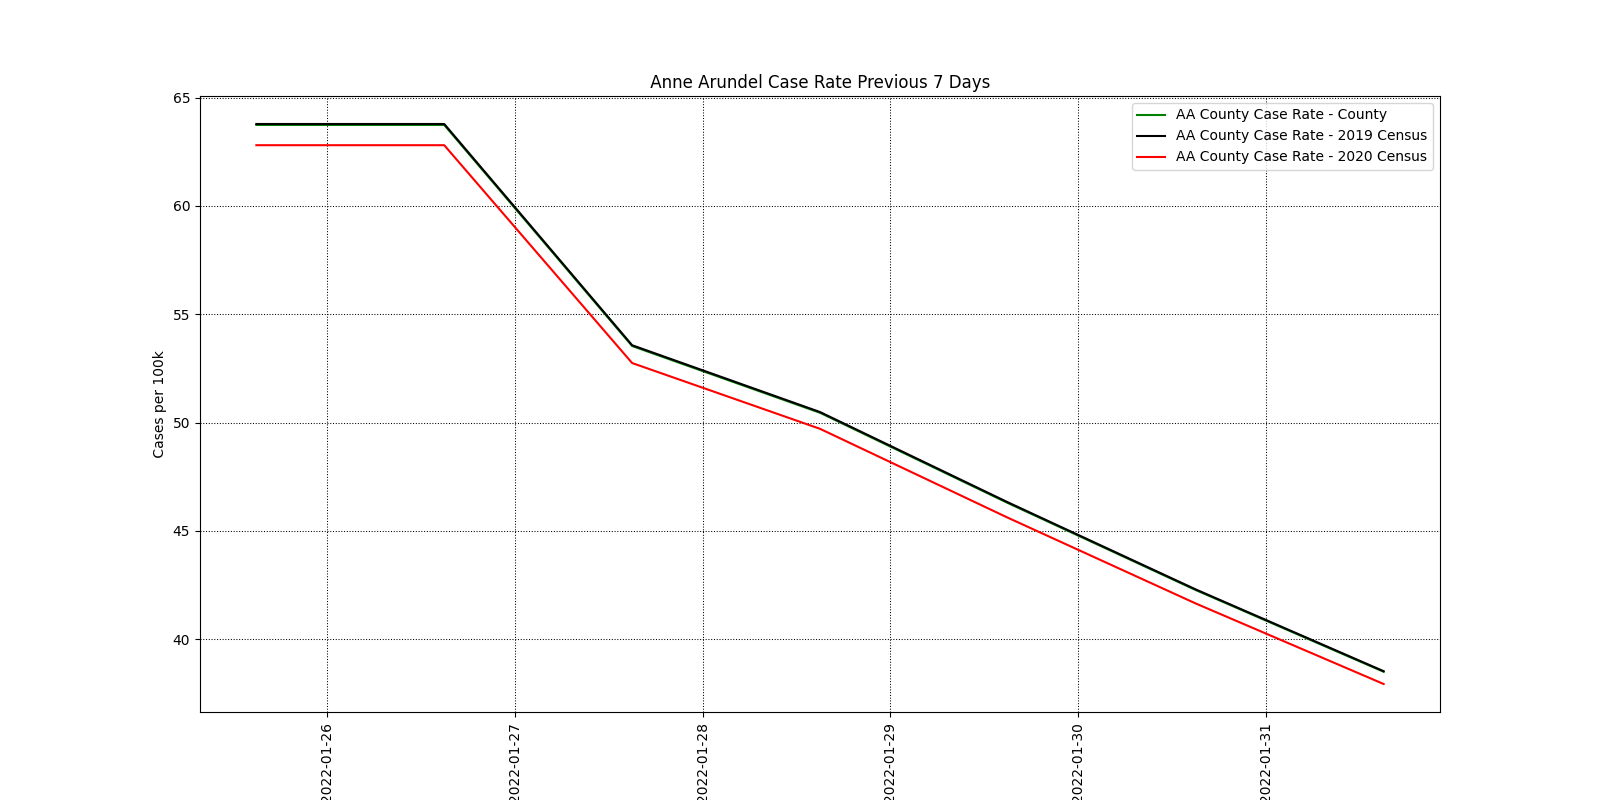 Anne Arundel Case Rate Previous 7 Days
AA County Case Rate - County
AA County Case Rate - 2019 Census
AA County Case Rate - 2020 Census
Cases per 100k
65
60
55
50
45
40
2022-01-26
2022-01-27
2022-01-28
2022-01-29
2022-01-30
2022-01-31